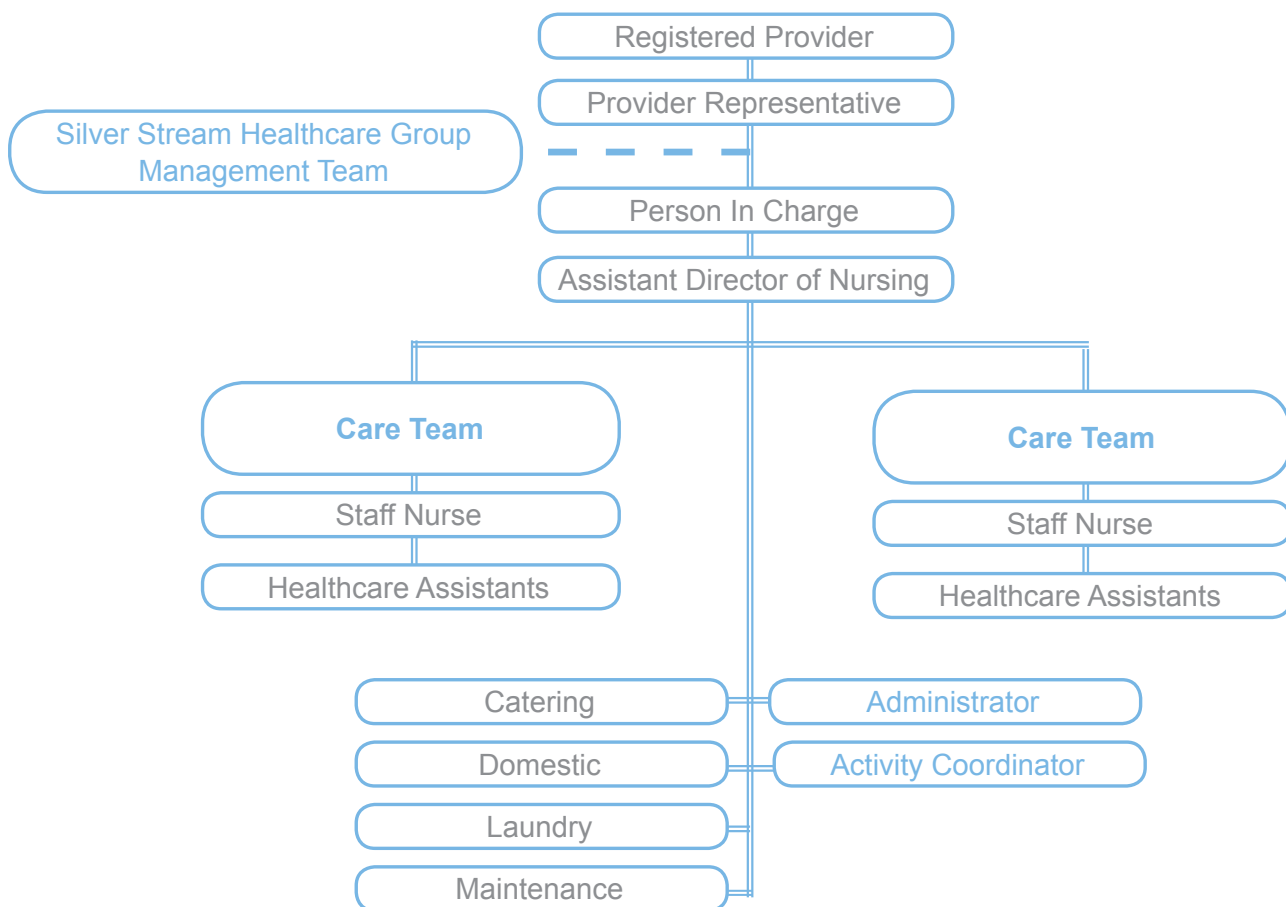 Registered Provider
Provider Representative
Silver Stream Healthcare Group
Management Team
Person In Charge
Assistant Director of Nursing
Care Team
Staff Nurse
Healthcare Assistants
Care Team
Staff Nurse
Healthcare Assistants
Catering
Administrator
Domestic
Activity Coordinator
Laundry
Maintenance